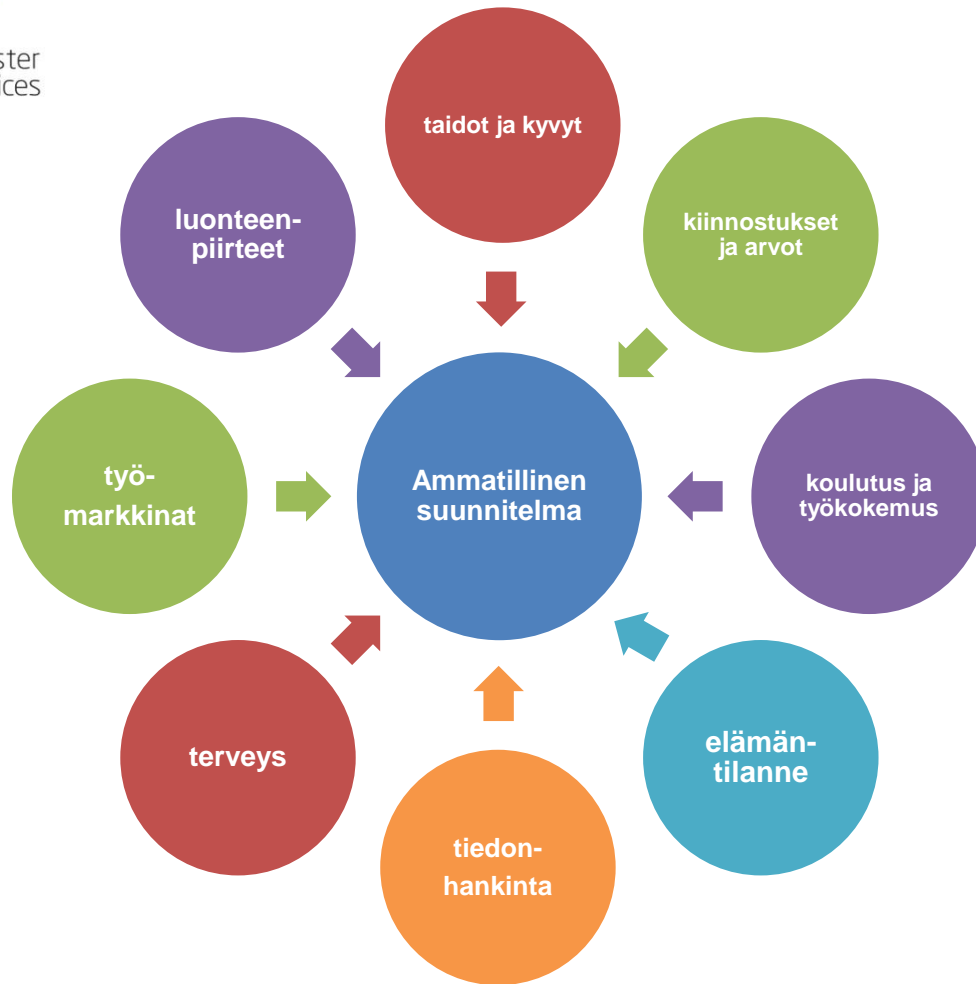 ster
ices
taidot ja kyvyt
luonteen-
piirteet
kiinnostukset
ja arvot
työ-
markkinat
Ammatillinen
suunnitelma
koulutus ja
työkokemus
terveys
elämän-
tilanne
tiedon-
hankinta